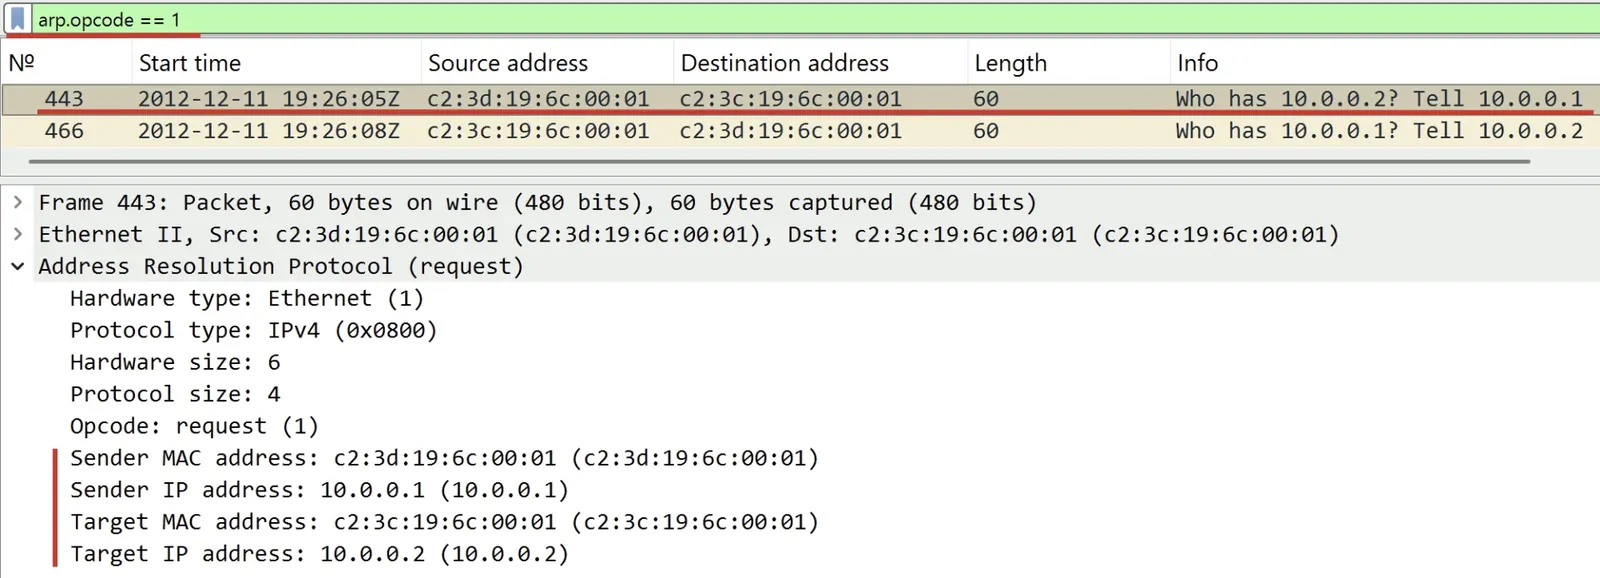 arp.opcode == 1
Nº Start time Source address Destination address Length Info
443 2012-12-11 19:26:05Z c2:3d:19:6c:00:01 c2:3c:19:6c:00:01 60 Who has 10.0.0.2? Tell 10.0.0.1
466 2012-12-11 19:26:08Z c2:3c:19:6c:00:01 c2:3d:19:6c:00:01 60 Who has 10.0.0.1? Tell 10.0.0.2
Frame 443: Packet, 60 bytes on wire (480 bits), 60 bytes captured (480 bits)
Ethernet II, Src: c2:3d:19:6c:00:01 (c2:3d:19:6c:00:01), Dst: c2:3c:19:6c:00:01 (c2:3c:19:6c:00:01)
Address Resolution Protocol (request)
Hardware type: Ethernet (1)
Protocol type: IPv4 (0x0800)
Hardware size: 6
Protocol size: 4
Opcode: request (1)
Sender MAC address: c2:3d:19:6c:00:01 (c2:3d:19:6c:00:01)
Sender IP address: 10.0.0.1 (10.0.0.1)
Target MAC address: c2:3c:19:6c:00:01 (c2:3c:19:6c:00:01)
Target IP address: 10.0.0.2 (10.0.0.2)